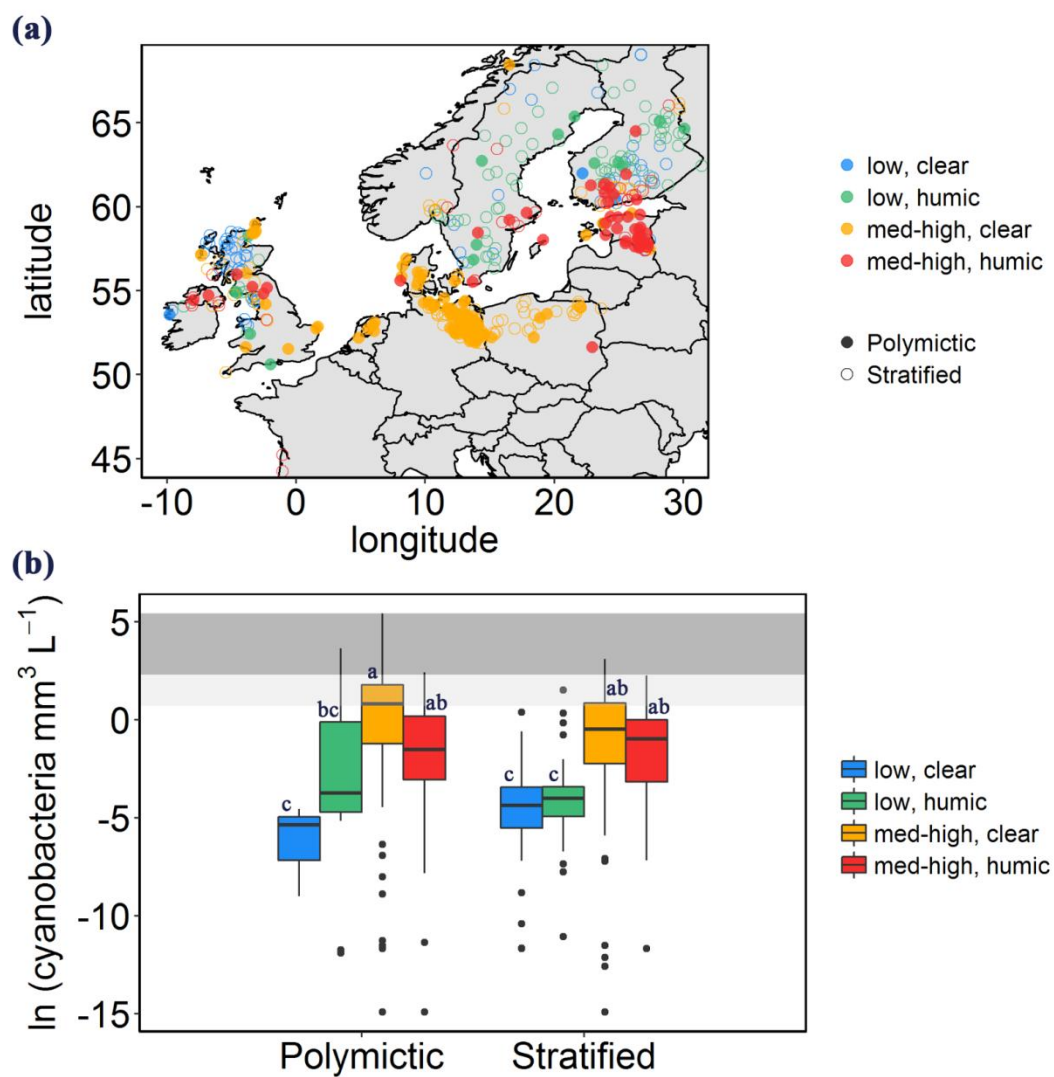 (a)
65
60
55
50
45
latitude
-10
0
10
20
30
longitude
low, clear
low, humic
med-high, clear
med-high, humic
Polymictic
Stratified
(b)
5
0
-5
-10
-15
ln (cyanobacteria mm³ L⁻¹)
c
bc
a
ab
c
c
ab
ab
Polymictic
Stratified
low, clear
low, humic
med-high, clear
med-high, humic